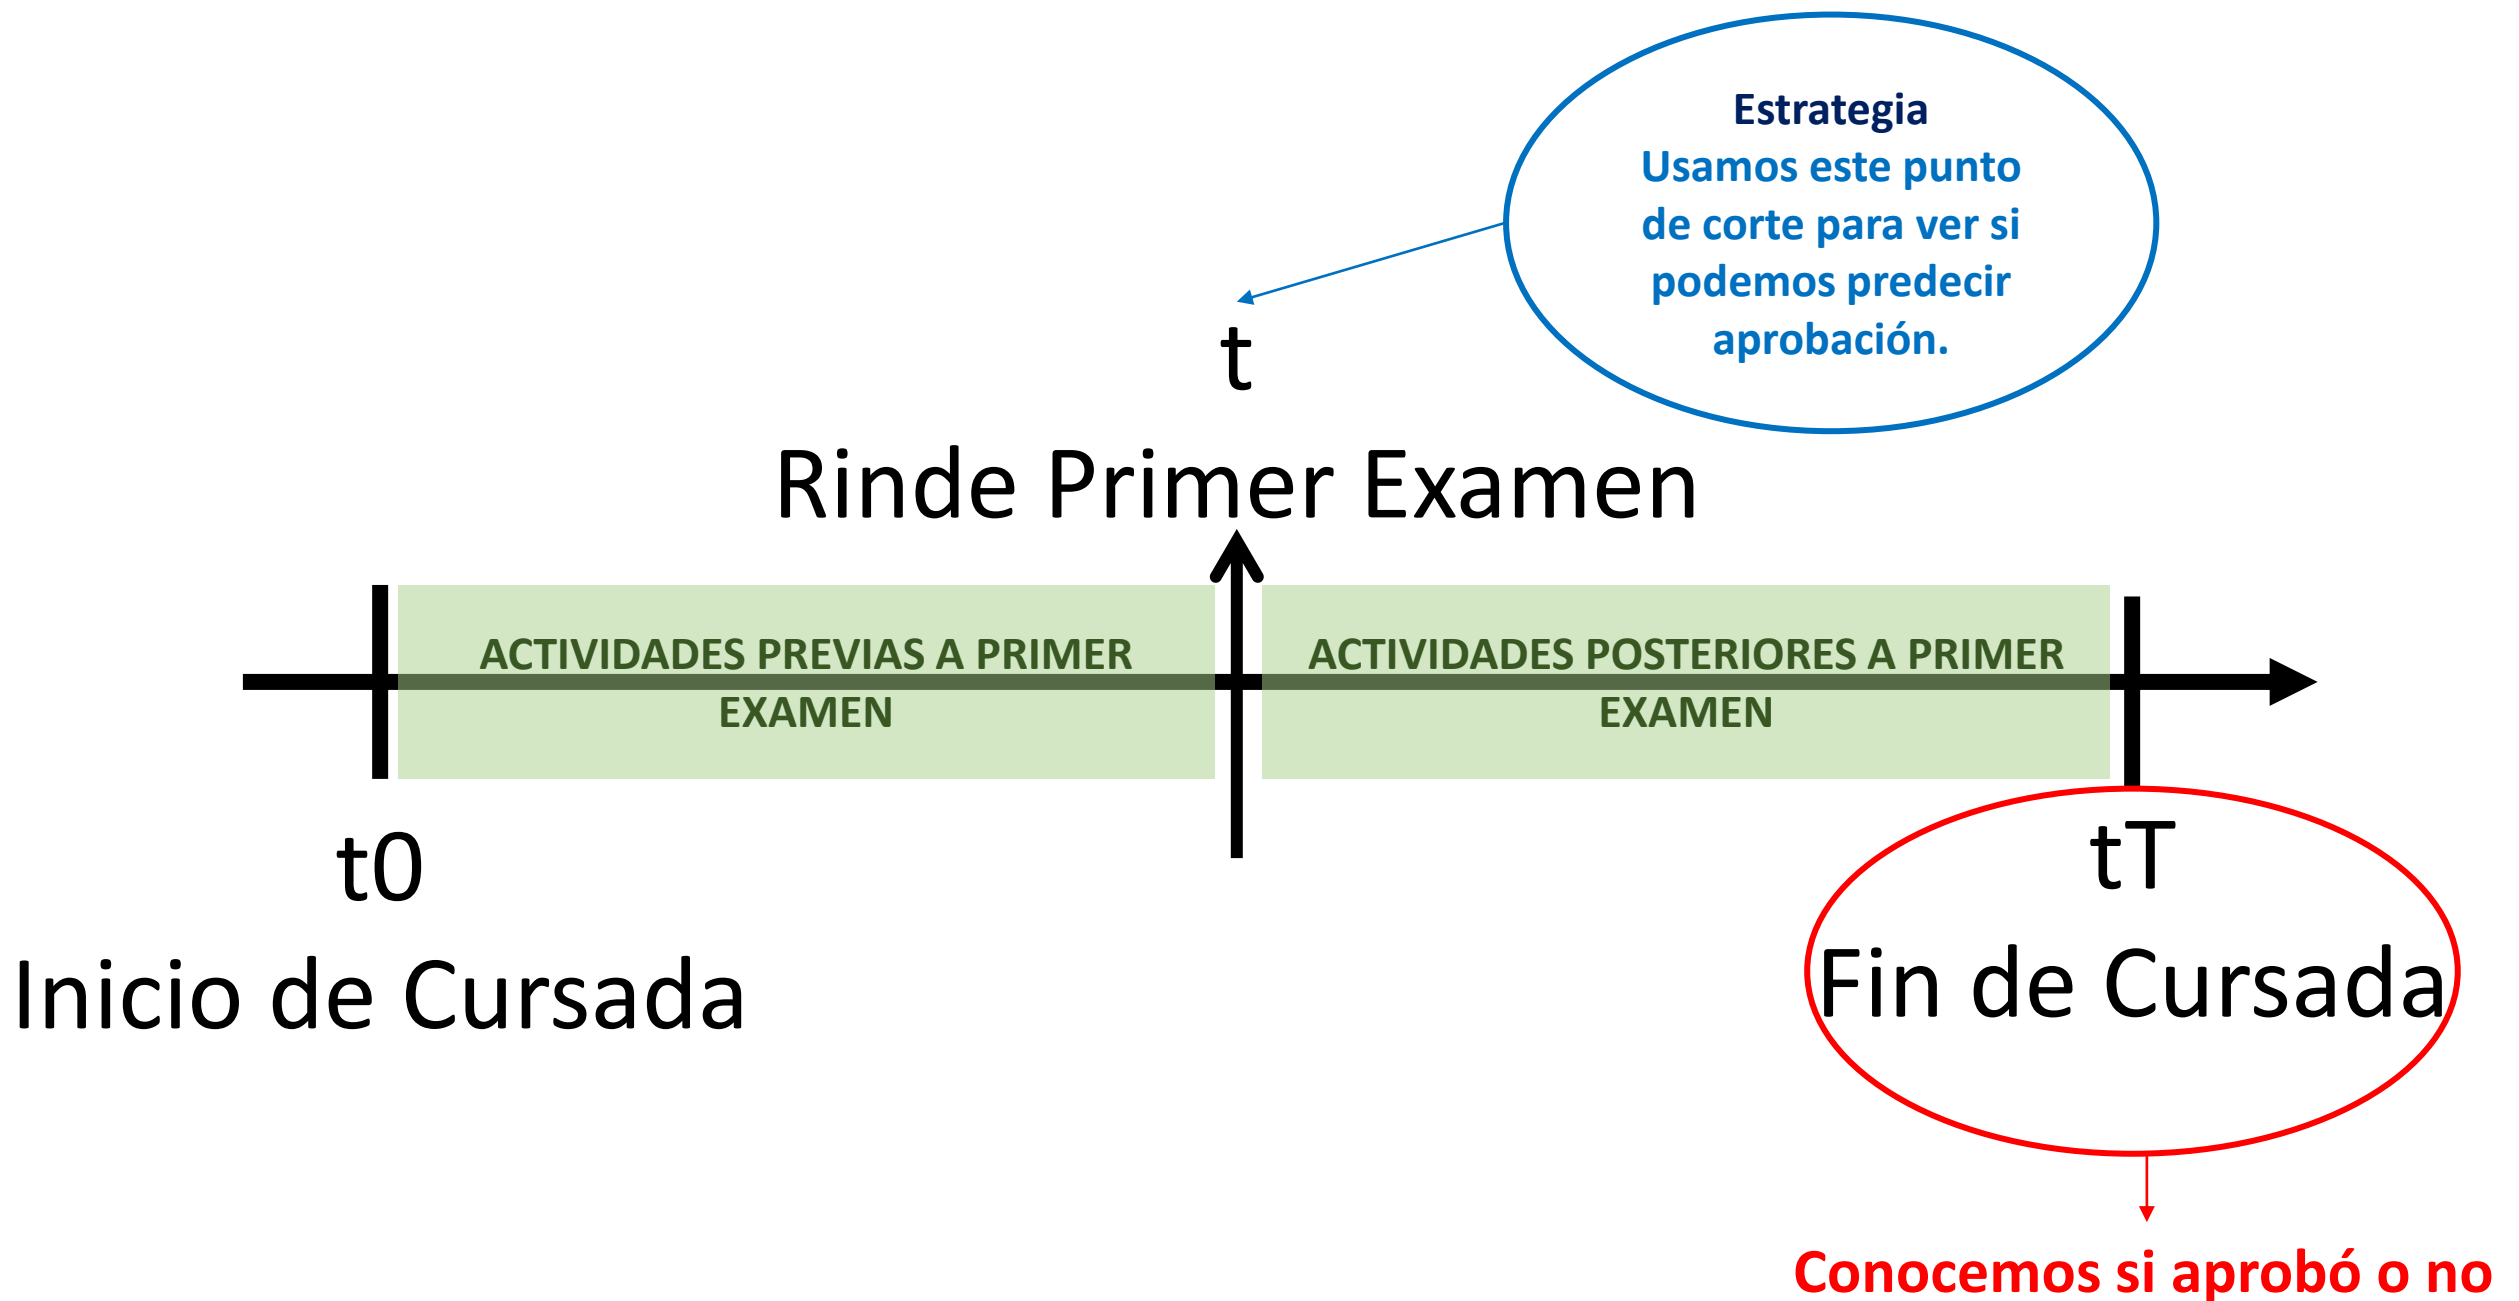 Estrategia
Usamos este punto
de corte para ver si
podemos predecir
aprobación.
t
Rinde Primer Examen
ACTIVIDADES PREVIAS A PRIMER
EXAMEN
ACTIVIDADES POSTERIORES A PRIMER
EXAMEN
t0
Inicio de Cursada
tT
Fin de Cursada
Conocemos si aprobó o no